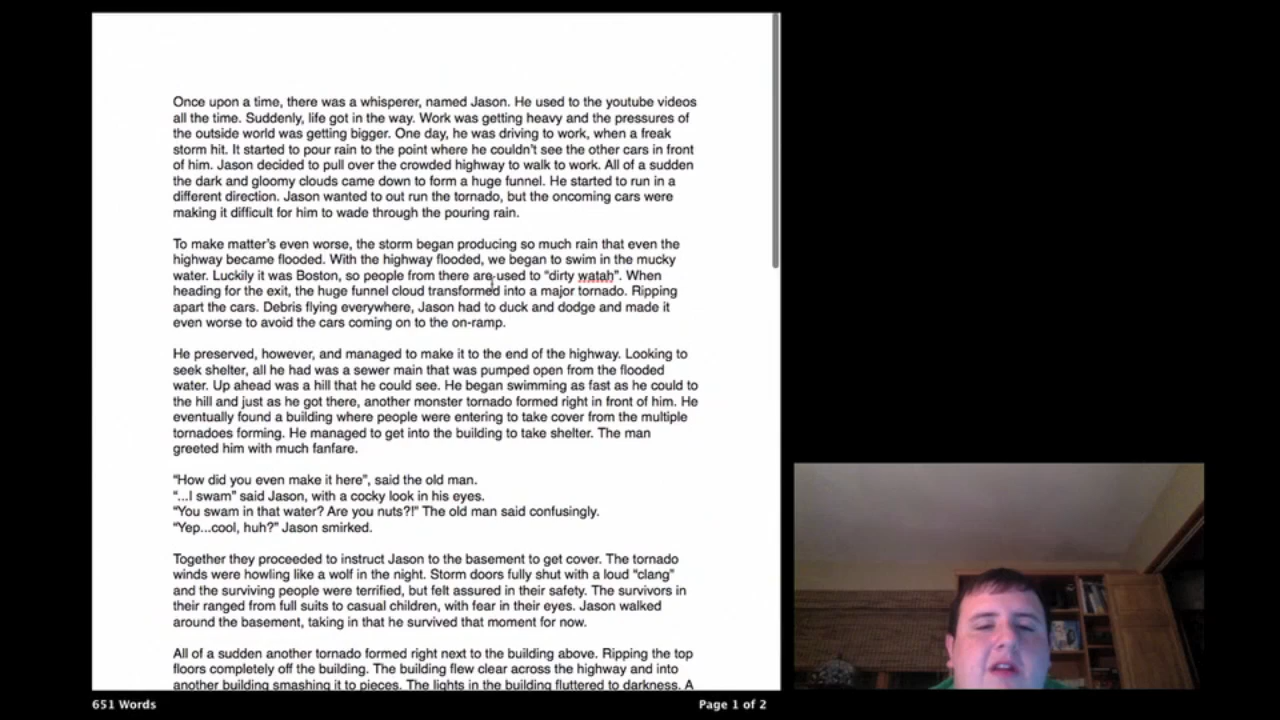 Once upon a time, there was a whisperer, named Jason. He used to the youtube videos
all the time. Suddenly, life got in the way. Work was getting heavy and the pressures of
the outside world was getting bigger. One day, he was driving to work, when a freak
storm hit. It started to pour rain to the point where he couldn't see the other cars in front
of him. Jason decided to pull over the crowded highway to walk to work. All of a sudden
the dark and gloomy clouds came down to form a huge funnel. He started to run in a
different direction. Jason wanted to out run the tornado, but the oncoming cars were
making it difficult for him to wade through the pouring rain.
To make matter's even worse, the storm began producing so much rain that even the
highway became flooded. With the highway flooded, we began to swim in the mucky
water. Luckily it was Boston, so people from there are used to “dirty watah”. When
heading for the exit, the huge funnel cloud transformed into a major tornado. Ripping
apart the cars. Debris flying everywhere, Jason had to duck and dodge and made it
even worse to avoid the cars coming on to the on-ramp.
He preserved, however, and managed to make it to the end of the highway. Looking to
seek shelter, all he had was a sewer main that was pumped open from the flooded
water. Up ahead was a hill that he could see. He began swimming as fast as he could to
the hill and just as he got there, another monster tornado formed right in front of him. He
eventually found a building where people were entering to take cover from the multiple
tornadoes forming. He managed to get into the building to take shelter. The man
greeted him with much fanfare.
“How did you even make it here”, said the old man.
“...I swam” said Jason, with a cocky look in his eyes.
“You swam in that water? Are you nuts?!” The old man said confusingly.
“Yep...cool, huh?” Jason smirked.
Together they proceeded to instruct Jason to the basement to get cover. The tornado
winds were howling like a wolf in the night. Storm doors fully shut with a loud “clang”
and the surviving people were terrified, but felt assured in their safety. The survivors in
their ranged from full suits to casual children, with fear in their eyes. Jason walked
around the basement, taking in that he survived that moment for now.
All of a sudden another tornado formed right next to the building above. Ripping the top
floors completely off the building. The building flew clear across the highway and into
another building smashing it to pieces. The lights in the building fluttered to darkness. A
651 Words
Page 1 of 2